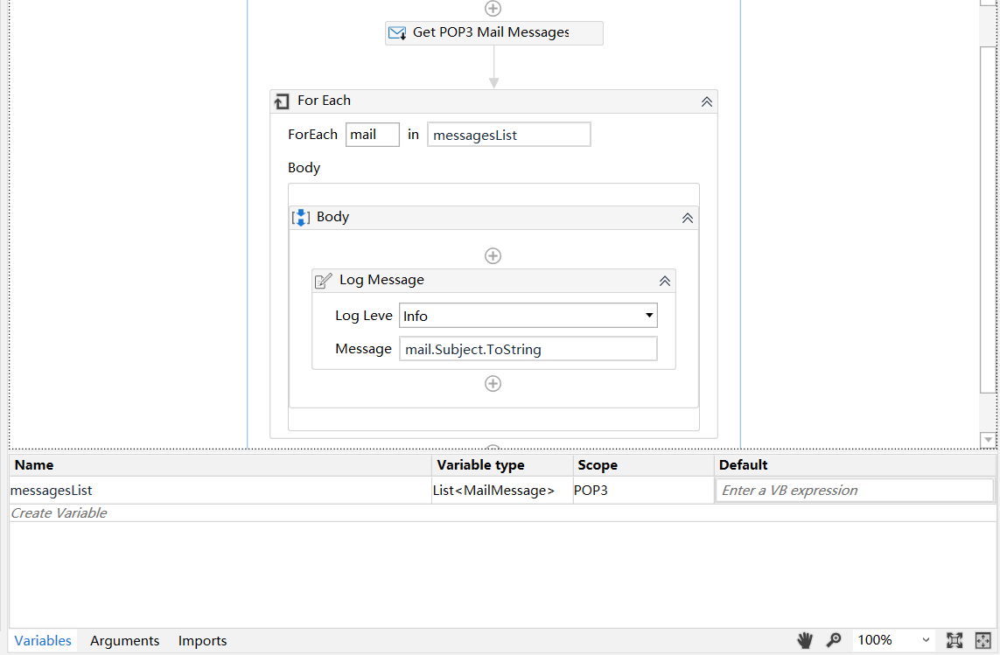 Get POP3 Mail Messages
For Each
ForEach mail in messagesList
Body
Body
Log Message
Log Leve Info
Message mail.Subject.ToString
Name Variable type Scope Default
messagesList List<MailMessage> POP3 Enter a VB expression
Create Variable
Variables Arguments Imports 100%